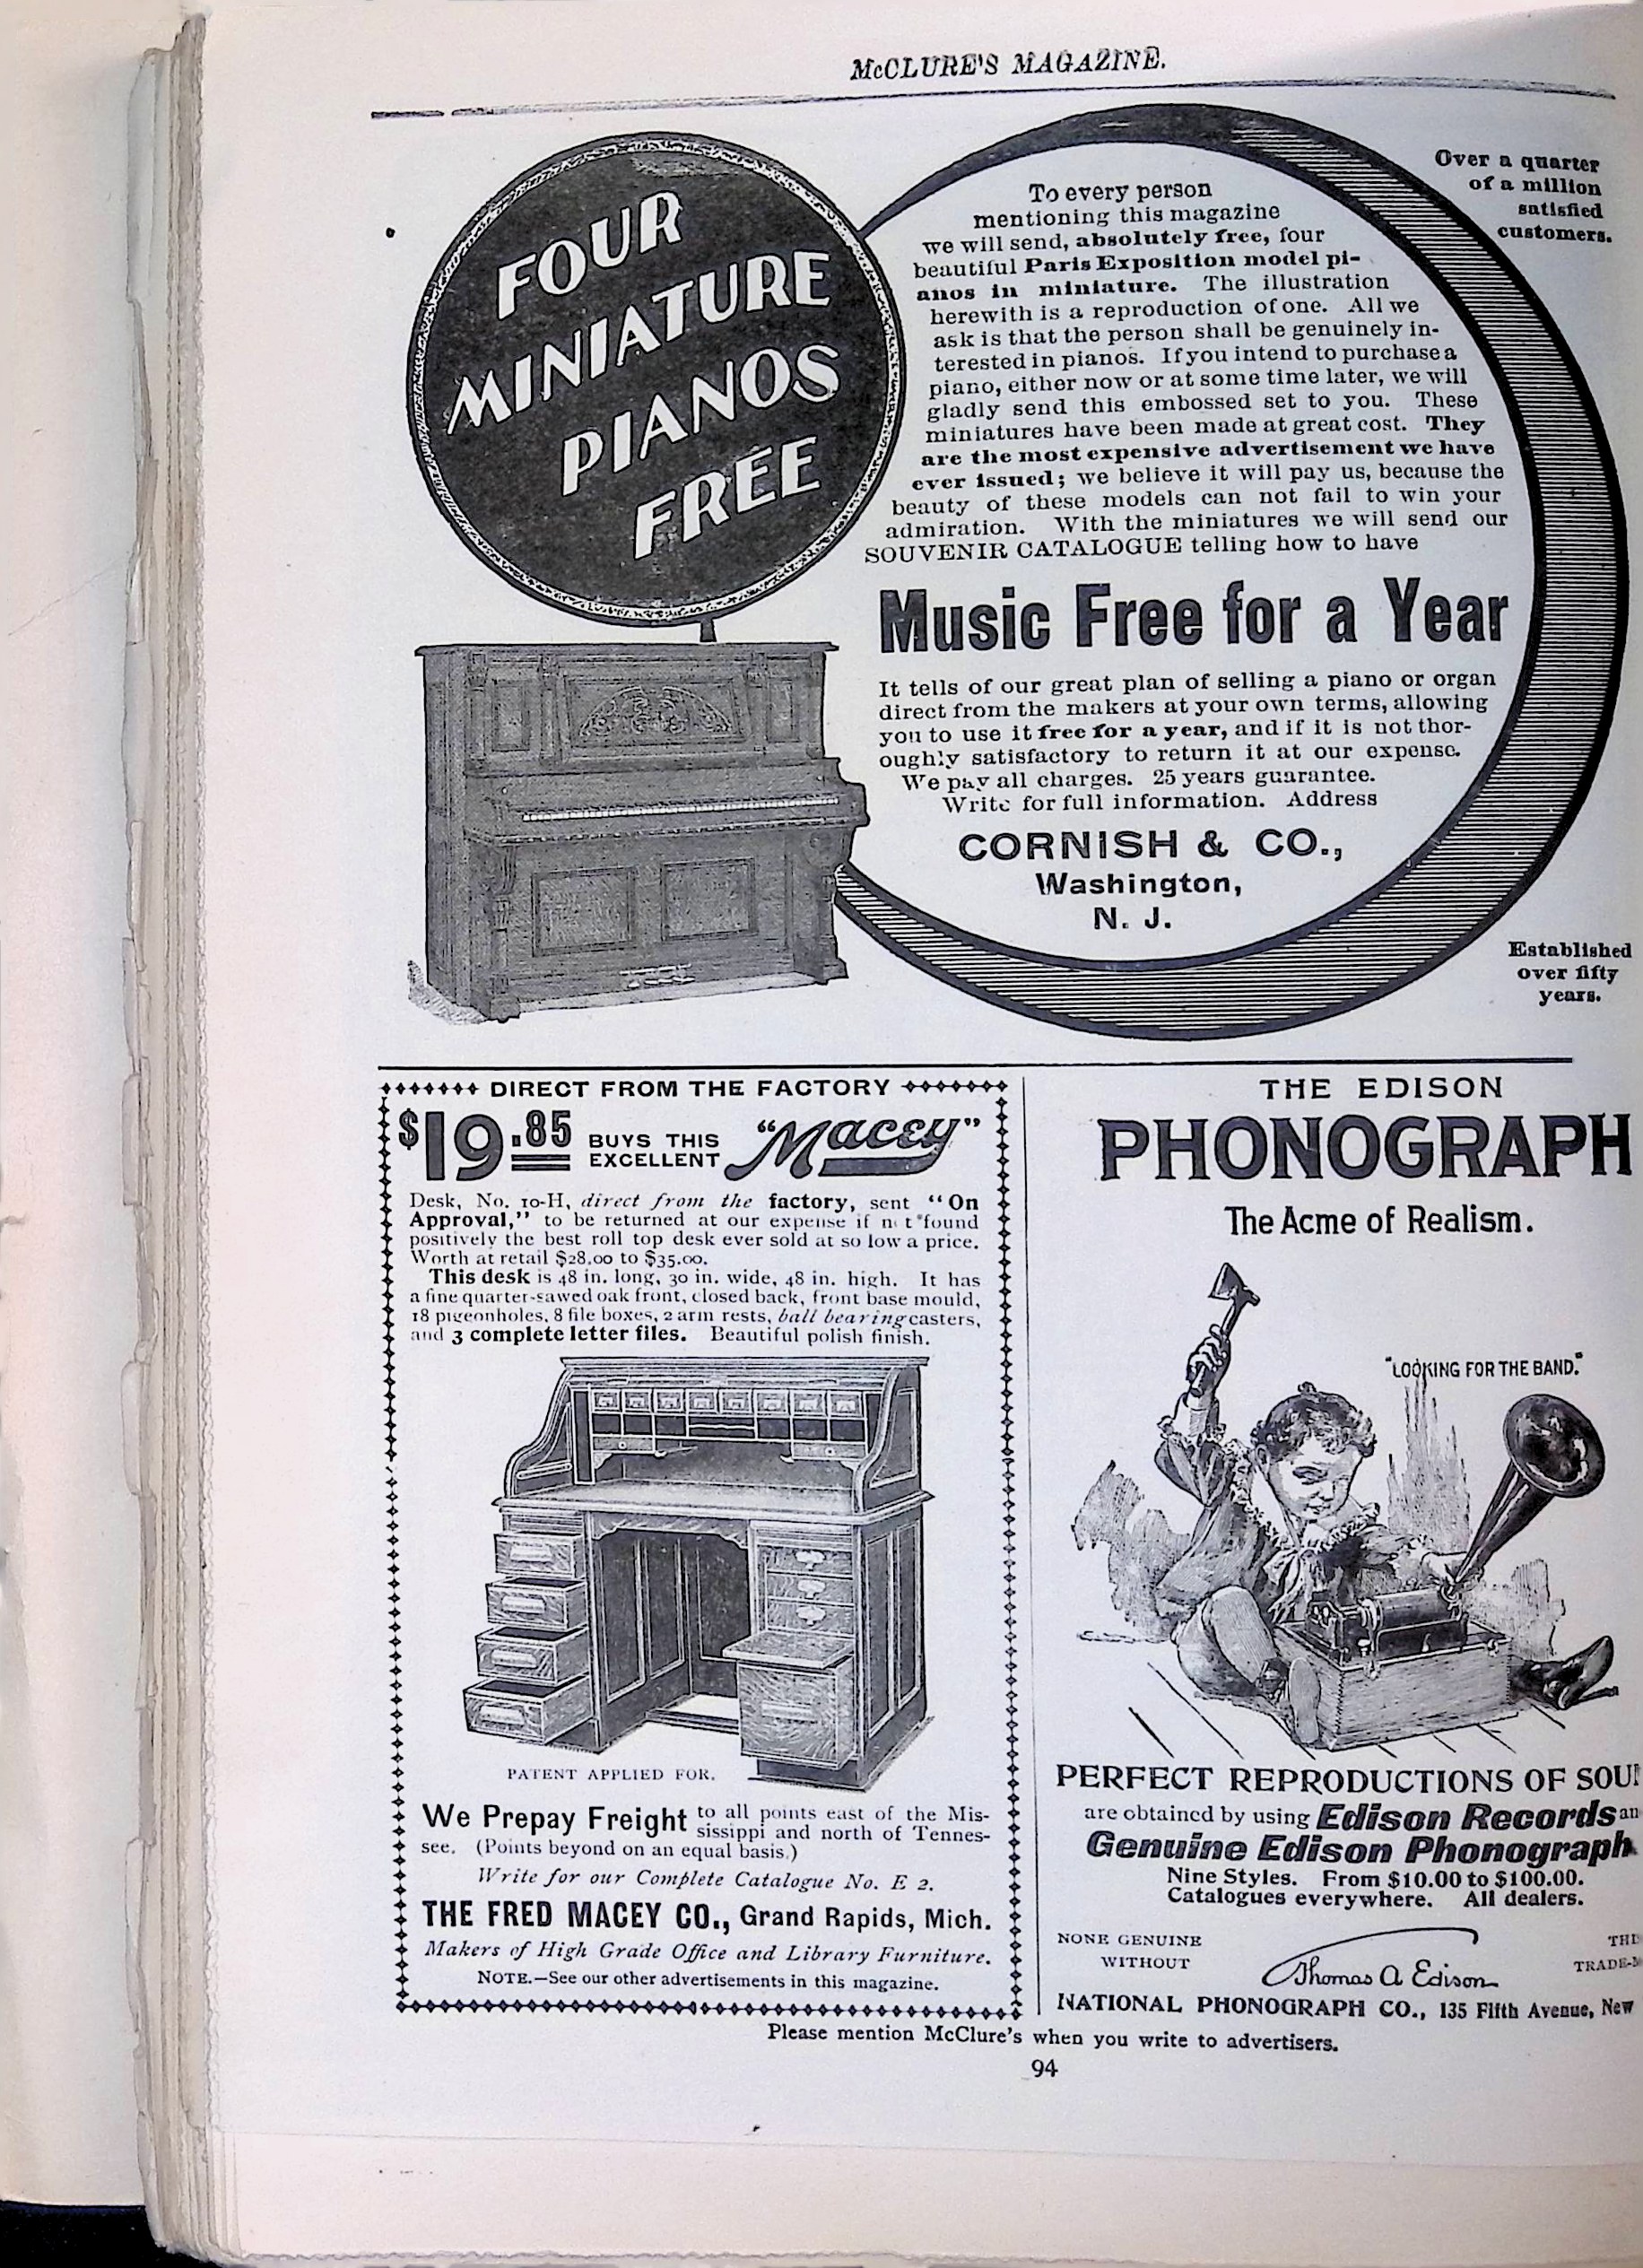 McCLURE'S MAGAZINE.
FOUR
MINIATURE
PIANOS
FREE
Over a quarter
of a million
satisfied
customers.
To every person
mentioning this magazine
we will send, absolutely free, four
beautiful Paris Exposition model pi-
anos in miniature. The illustration
herewith is a reproduction of one. All we
ask is that the person shall be genuinely in-
terested in pianos. If you intend to purchase a
piano, either now or at some time later, we will
gladly send this embossed set to you. These
miniatures have been made at great cost. They
are the most expensive advertisement we have
ever issued; we believe it will pay us, because the
beauty of these models can not fail to win your
admiration. With the miniatures we will send our
SOUVENIR CATALOGUE telling how to have
Music Free for a Year
It tells of our great plan of selling a piano or organ
direct from the makers at your own terms, allowing
you to use it free for a year, and if it is not thor-
oughly satisfactory to return it at our expense.
We pay all charges. 25 years guarantee.
Write for full information. Address
CORNISH & CO.,
Washington,
N. J.
Established
over fifty
years.
DIRECT FROM THE FACTORY
$19.85 BUYS THIS
EXCELLENT "Macey"
Desk, No. 10-H, direct from the factory, sent "On
Approval," to be returned at our expense if not found
positively the best roll top desk ever sold at so low a price.
Worth at retail $28.00 to $35.00.
This desk is 48 in. long, 30 in. wide, 48 in. high. It has
a fine quarter-sawed oak front, closed back, front base mould,
18 pigeonholes, 8 file boxes, 2 arm rests, ball bearing casters,
and 3 complete letter files. Beautiful polish finish.
PATENT APPLIED FOR.
We Prepay Freight to all points east of the Mis-
sissippi and north of Tennes-
see. (Points beyond on an equal basis.)
Write for our Complete Catalogue No. E 2.
THE FRED MACEY CO., Grand Rapids, Mich.
Makers of High Grade Office and Library Furniture.
NOTE.—See our other advertisements in this magazine.
THE EDISON
PHONOGRAPH
The Acme of Realism.
"LOOKING FOR THE BAND."
PERFECT REPRODUCTIONS OF SOU
are obtained by using Edison Records an
Genuine Edison Phonograph
Nine Styles. From $10.00 to $100.00.
Catalogues everywhere. All dealers.
NONE GENUINE
WITHOUT
Thomas A Edison
THI
TRADE-M
NATIONAL PHONOGRAPH CO., 135 Fifth Avenue, New
Please mention McClure's when you write to advertisers.
94